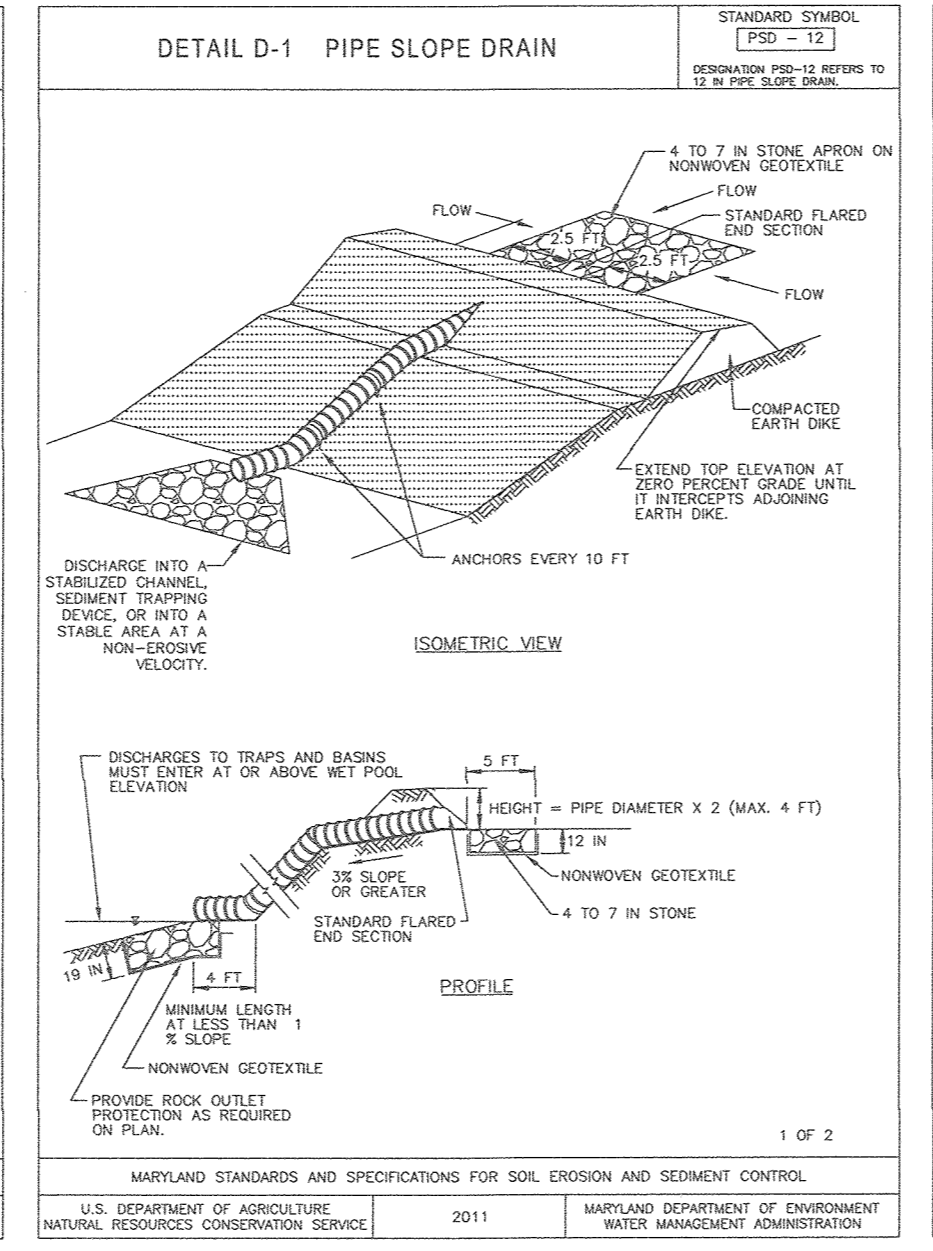 DETAIL D-1 PIPE SLOPE DRAIN
STANDARD SYMBOL
PSD - 12
DESIGNATION PSD-12 REFERS TO
12 IN PIPE SLOPE DRAIN.
4 TO 7 IN STONE APRON ON
NONWOVEN GEOTEXTILE
FLOW
FLOW
STANDARD FLARED
END SECTION
2.5 FT
2.5 FT
FLOW
COMPACTED
EARTH DIKE
EXTEND TOP ELEVATION AT
ZERO PERCENT GRADE UNTIL
IT INTERCEPTS ADJOINING
EARTH DIKE.
ANCHORS EVERY 10 FT
DISCHARGE INTO A
STABILIZED CHANNEL,
SEDIMENT TRAPPING
DEVICE, OR INTO A
STABLE AREA AT A
NON-EROSIVE
VELOCITY.
ISOMETRIC VIEW
DISCHARGES TO TRAPS AND BASINS
MUST ENTER AT OR ABOVE WET POOL
ELEVATION
5 FT
HEIGHT = PIPE DIAMETER X 2 (MAX. 4 FT)
12 IN
NONWOVEN GEOTEXTILE
3% SLOPE
OR GREATER
4 TO 7 IN STONE
STANDARD FLARED
END SECTION
19 IN
4 FT
PROFILE
MINIMUM LENGTH
AT LESS THAN 1
% SLOPE
NONWOVEN GEOTEXTILE
PROVIDE ROCK OUTLET
PROTECTION AS REQUIRED
ON PLAN.
1 OF 2
MARYLAND STANDARDS AND SPECIFICATIONS FOR SOIL EROSION AND SEDIMENT CONTROL
U.S. DEPARTMENT OF AGRICULTURE
NATURAL RESOURCES CONSERVATION SERVICE
2011
MARYLAND DEPARTMENT OF ENVIRONMENT
WATER MANAGEMENT ADMINISTRATION